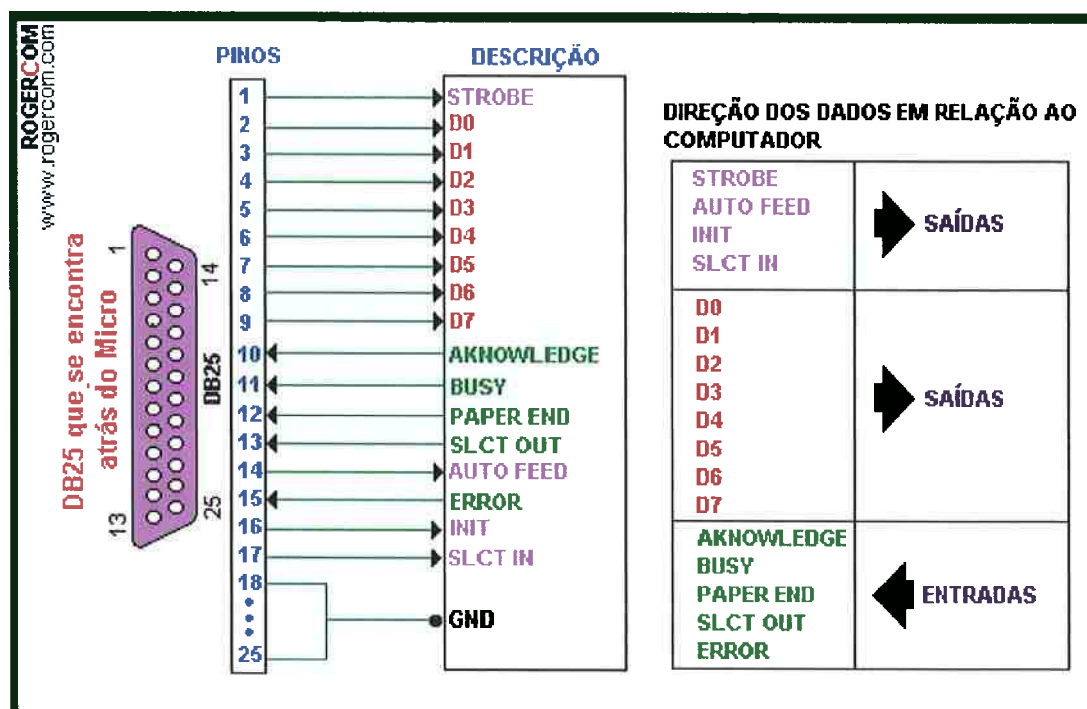 ROGERCOM
www.rogercom.com
DB25 que se encontra
atrás do Micro
1
14
DB25
13
25
PINOS
DESCRIÇÃO
1 STROBE
2 D0
3 D1
4 D2
5 D3
6 D4
7 D5
8 D6
9 D7
10 AKNOWLEDGE
11 BUSY
12 PAPER END
13 SLCT OUT
14 AUTO FEED
15 ERROR
16 INIT
17 SLCT IN
18
GND
25
DIREÇÃO DOS DADOS EM RELAÇÃO AO
COMPUTADOR
STROBE
AUTO FEED
INIT
SLCT IN
SAÍDAS
D0
D1
D2
D3
D4
D5
D6
D7
SAÍDAS
AKNOWLEDGE
BUSY
PAPER END
SLCT OUT
ERROR
ENTRADAS